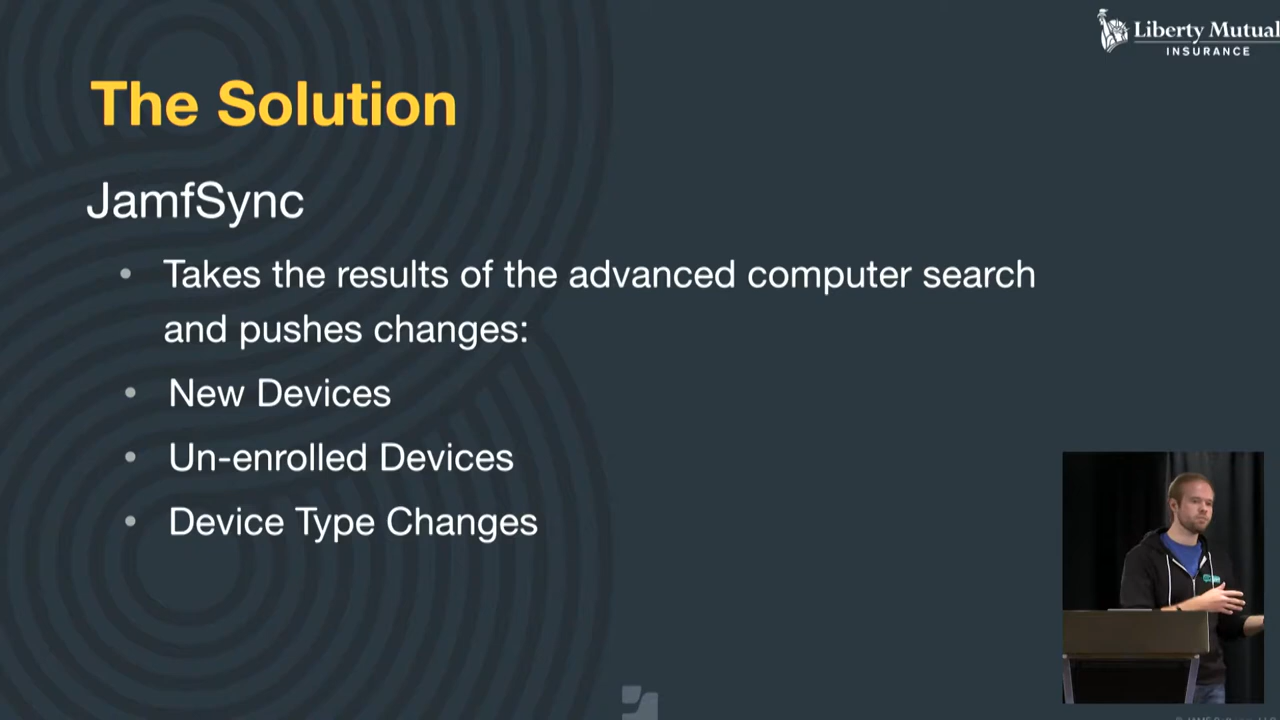 Liberty Mutual
INSURANCE
The Solution
JamfSync
• Takes the results of the advanced computer search
and pushes changes:
• New Devices
• Un-enrolled Devices
• Device Type Changes